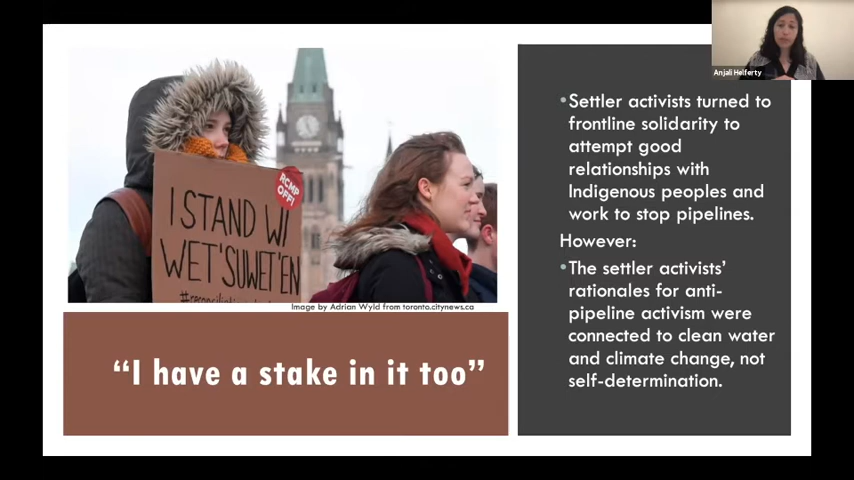 Anjali Helferty
RCMP
OFF!
I STAND WI
WET'SUWET'EN
Image by Adrian Wyld from toronto.citynews.ca
"I have a stake in it too"
•Settler activists turned to
frontline solidarity to
attempt good
relationships with
Indigenous peoples and
work to stop pipelines.
However:
•The settler activists'
rationales for anti-
pipeline activism were
connected to clean water
and climate change, not
self-determination.